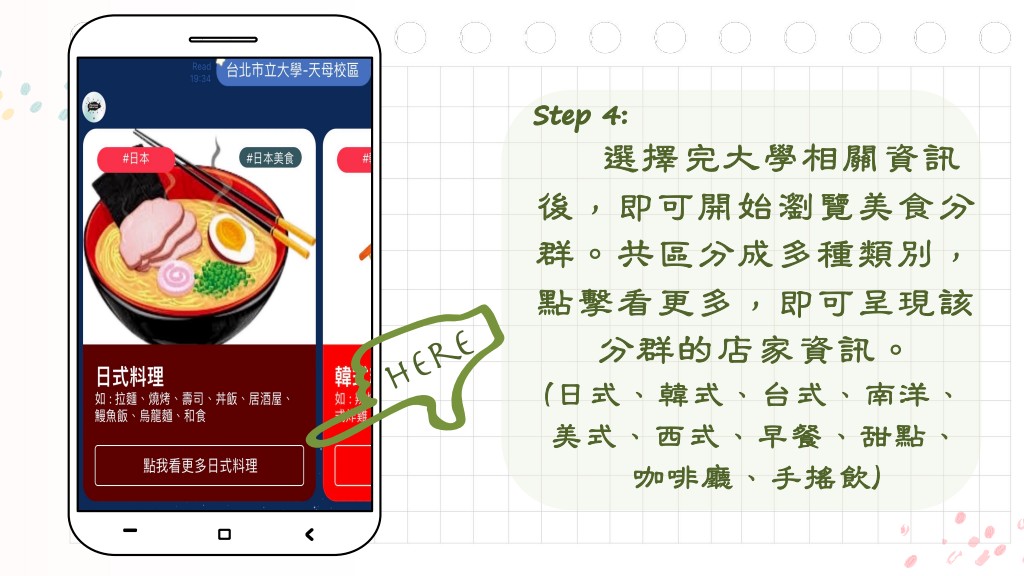 Read
19:34
台北市立大學-天母校區
#日本
#日本美食
日式料理
如 : 拉麵、燒烤、壽司、丼飯、居酒屋、
鰻魚飯、烏龍麵、和食
點我看更多日式料理
韓式
如 :
式炸雞
HERE
Step 4:
選擇完大學相關資訊
後，即可開始瀏覽美食分
群。共區分成多種類別，
點擊看更多，即可呈現該
分群的店家資訊。
(日式、韓式、台式、南洋、
美式、西式、早餐、甜點、
咖啡廳、手搖飲)